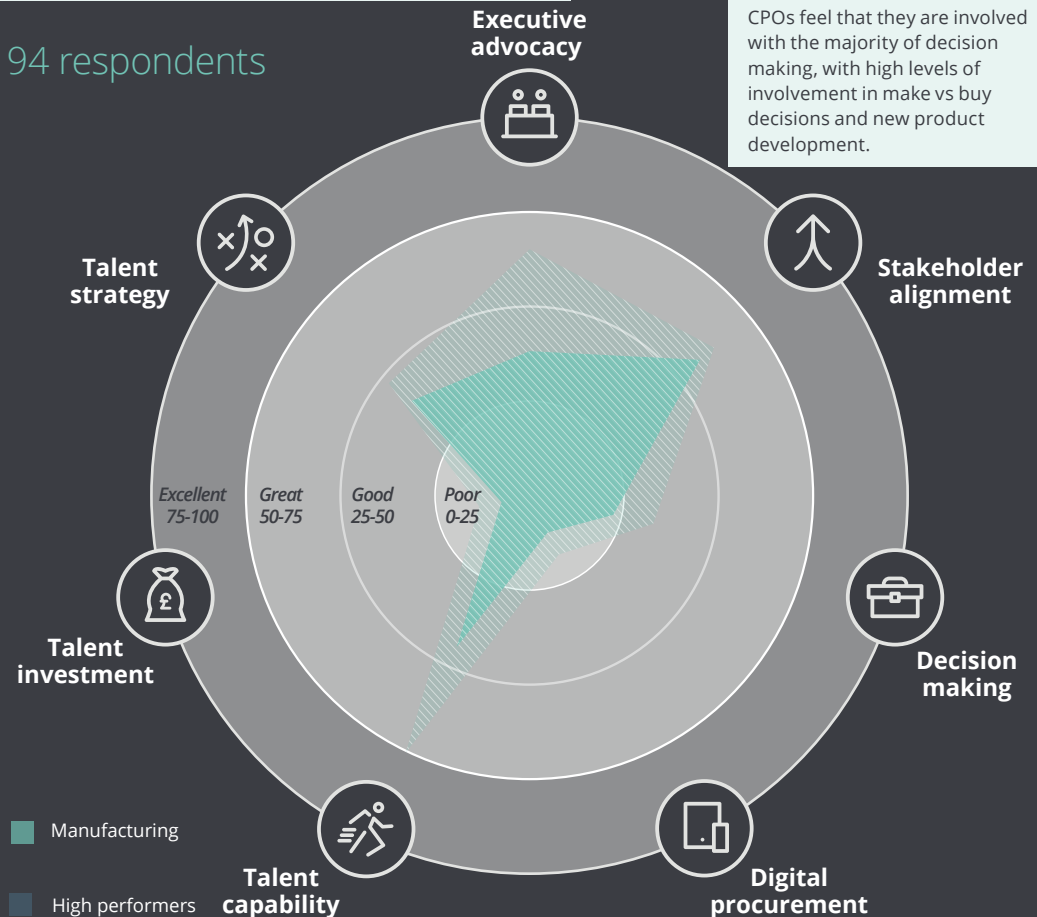 94 respondents
Executive
advocacy
CPOs feel that they are involved
with the majority of decision
making, with high levels of
involvement in make vs buy
decisions and new product
development.
Talent
strategy
Stakeholder
alignment
Excellent
75-100
Great
50-75
Good
25-50
Poor
0-25
£
Talent
investment
Decision
making
Manufacturing
High performers
Talent
capability
Digital
procurement